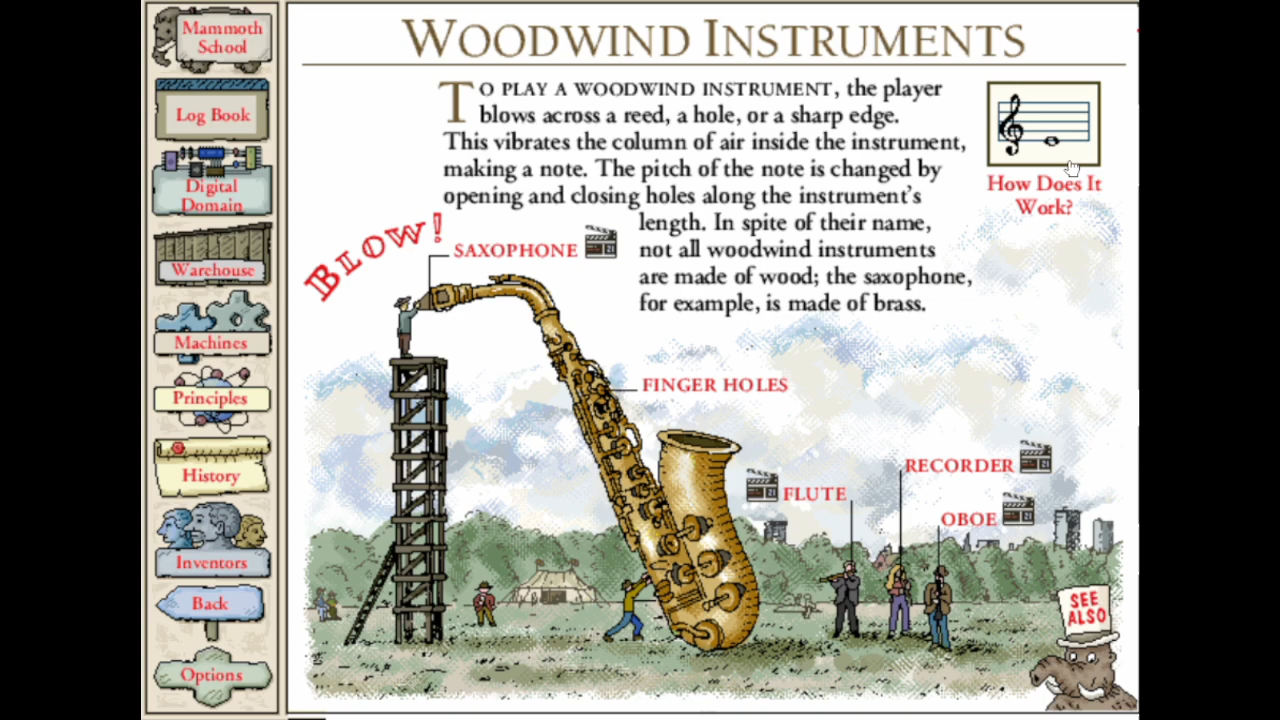 Mammoth
School
Log Book
Digital
Domain
Warehouse
Machines
Principles
History
Inventors
Back
Options
WOODWIND INSTRUMENTS
TO PLAY A WOODWIND INSTRUMENT, the player
blows across a reed, a hole, or a sharp edge.
This vibrates the column of air inside the instrument,
making a note. The pitch of the note is changed by
opening and closing holes along the instrument's
length. In spite of their name,
not all woodwind instruments
are made of wood; the saxophone,
for example, is made of brass.
How Does It
Work?
BLOW!
SAXOPHONE
FINGER HOLES
RECORDER
FLUTE
OBOE
SEE
ALSO